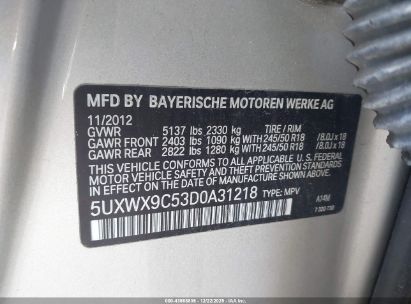 MFD BY BAYERISCHE MOTOREN WERKE AG
11/2012
GVWR 5137 lbs 2330 kg TIRE / RIM
GAWR FRONT 2403 lbs 1090 kg WITH 245/50 R18 /8.0J x 18
GAWR REAR 2822 lbs 1280 kg WITH 245/50 R18 /8.0J x 18
THIS VEHICLE CONFORMS TO ALL APPLICABLE U.S. FEDERAL
MOTOR VEHICLE SAFETY STANDARDS IN EFFECT ON THE
DATE OF MANUFACTURE SHOWN ABOVE.
5UXWX9C53D0A31218 TYPE: MPV
A14M